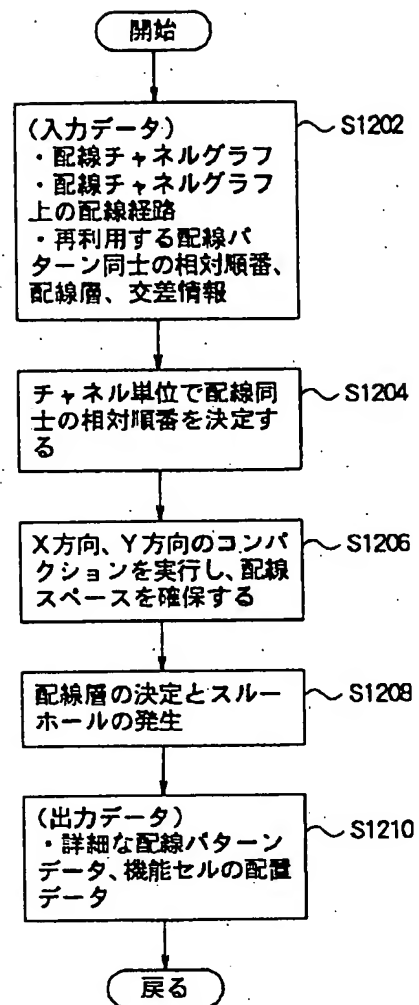 開始
(入力データ)
・配線チャネルグラフ
・配線チャネルグラフ
上の配線経路
・再利用する配線パ
ターン同士の相対順番、
配線層、交差情報
S1202
チャネル単位で配線同
士の相対順番を決定す
る
S1204
X方向、Y方向のコンパ
クションを実行し、配線
スペースを確保する
S1206
配線層の決定とスルー
ホールの発生
S1208
(出力データ)
・詳細な配線パターン
データ、機能セルの配置
データ
S1210
戻る